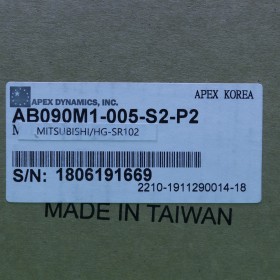 APEX KOREA
APEX DYNAMICS, INC.
AB090M1-005-S2-P2
M
MITSUBISHI/HG-SR102
S/N: 1806191669
2210-1911290014-18
MADE IN TAIWAN